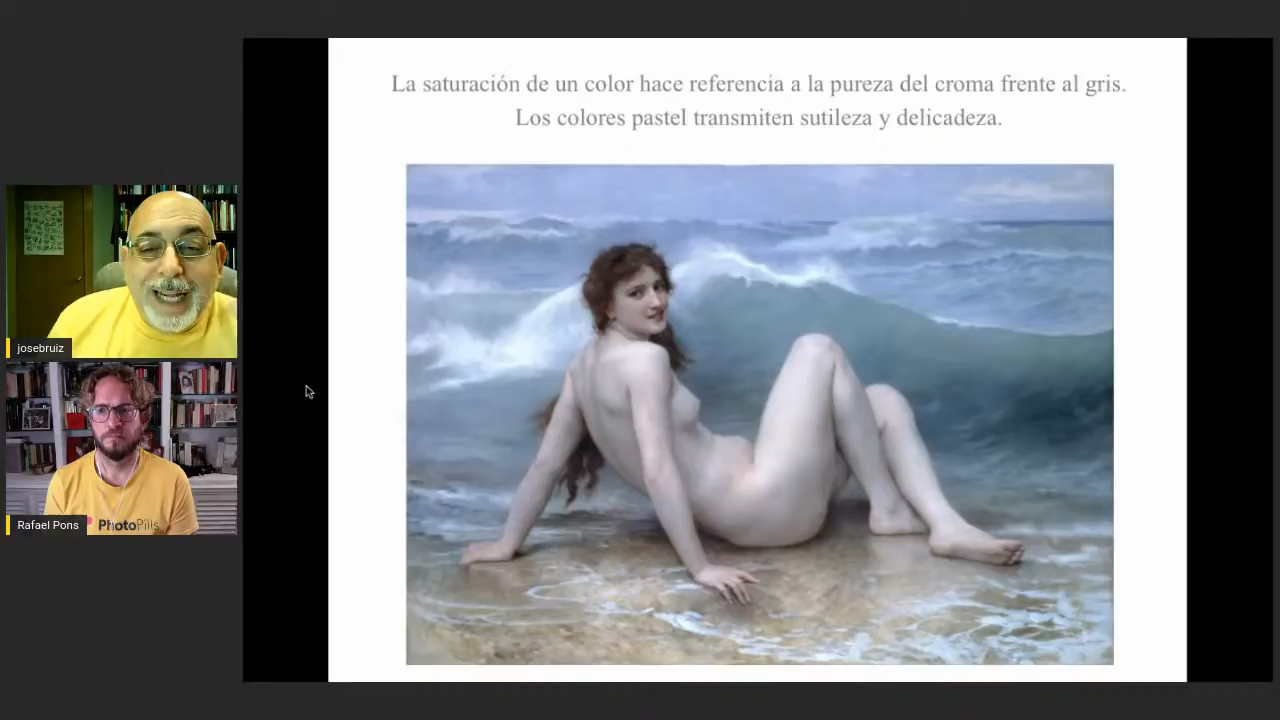 La saturación de un color hace referencia a la pureza del croma frente al gris.
Los colores pastel transmiten sutileza y delicadeza.
josebruiz
Rafael Pons
PhotoPills